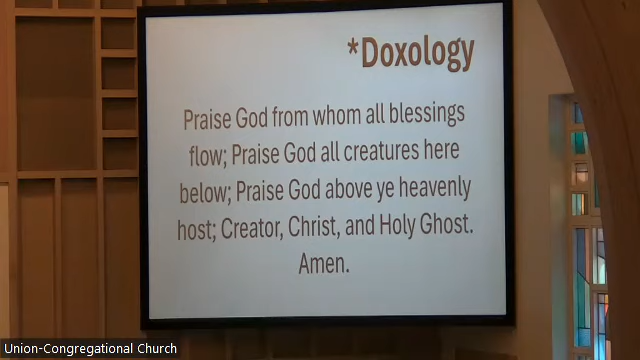 *Doxology
Praise God from whom all blessings
flow; Praise God all creatures here
below; Praise God above ye heavenly
host; Creator, Christ, and Holy Ghost.
Amen.
Union-Congregational Church